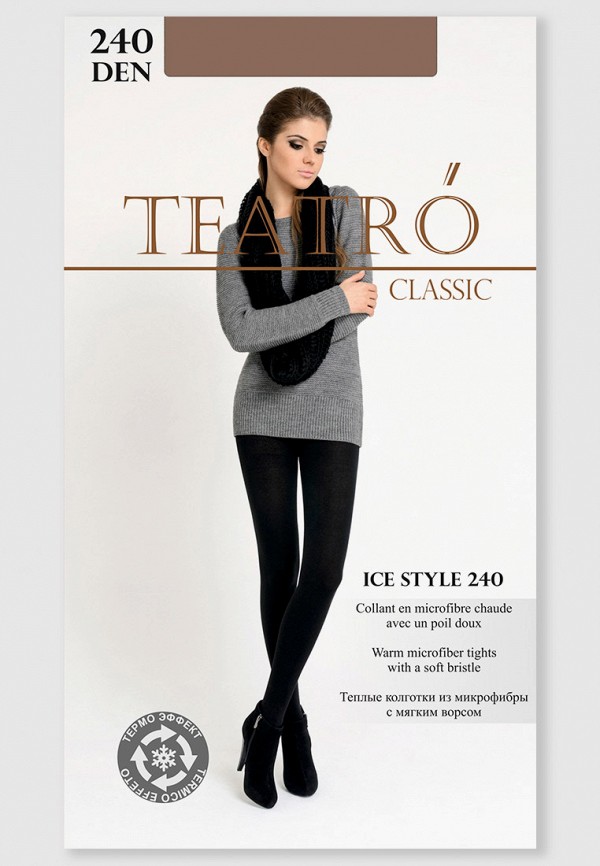 240
DEN
TEATRÓ
CLASSIC
ICE STYLE 240
Collant en microfibre chaude
avec un poil doux
Warm microfiber tights
with a soft bristle
Теплые колготки из микрофибры
с мягким ворсом
ТЕРМО ЭФФЕКТ
TERMICO EFFETO